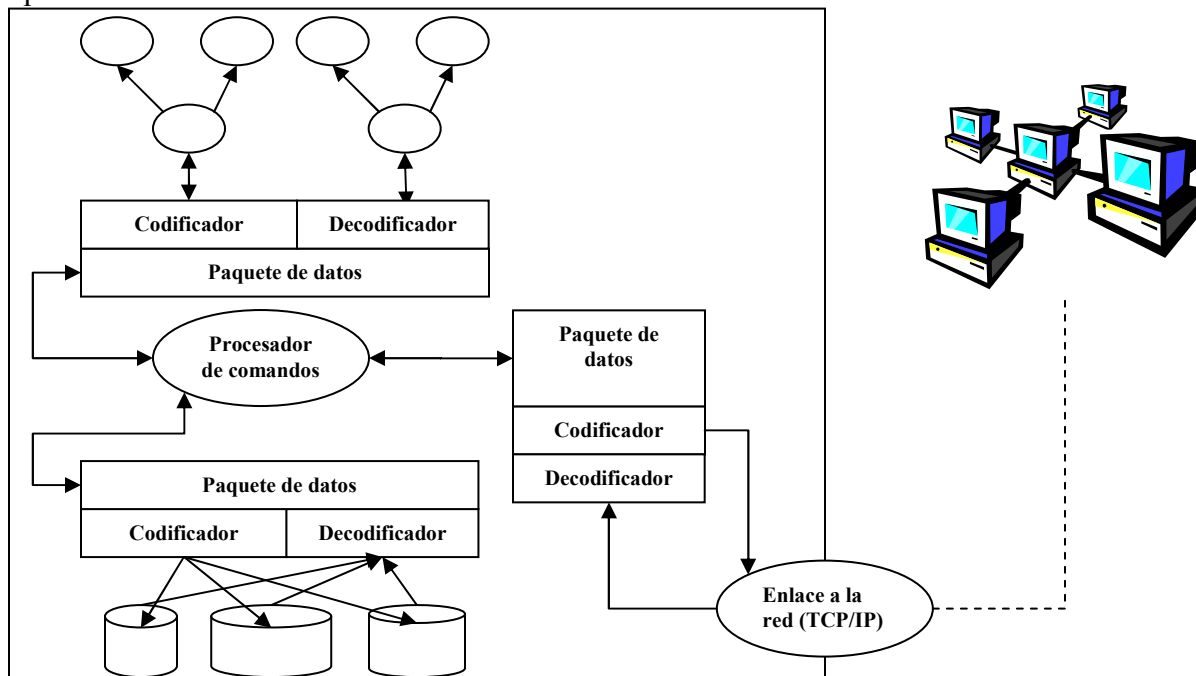 Codificador
Decodificador
Paquete de datos
Procesador
de comandos
Paquete de
datos
Codificador
Decodificador
Paquete de datos
Codificador
Decodificador
Enlace a la
red (TCP/IP)